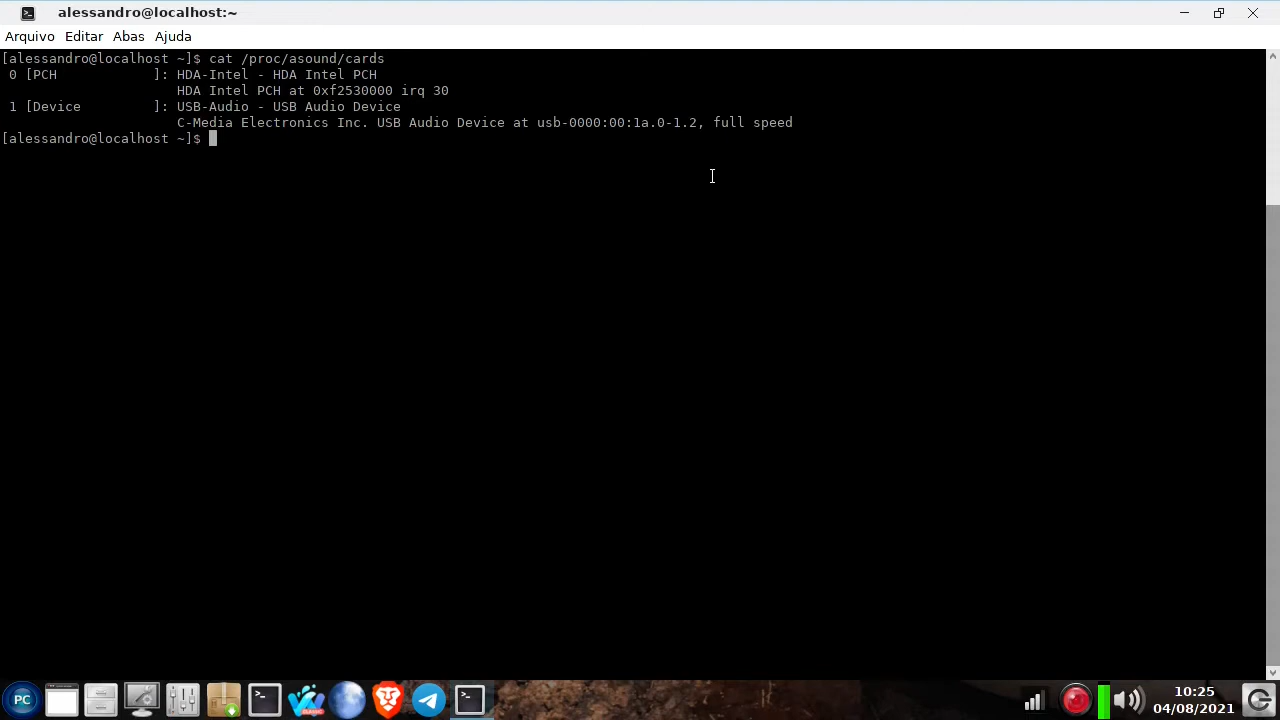 alessandro@localhost:~
Arquivo Editar Abas Ajuda
[alessandro@localhost ~]$ cat /proc/asound/cards
 0 [PCH            ]: HDA-Intel - HDA Intel PCH
                      HDA Intel PCH at 0xf2530000 irq 30
 1 [Device         ]: USB-Audio - USB Audio Device
                      C-Media Electronics Inc. USB Audio Device at usb-0000:00:1a.0-1.2, full speed
[alessandro@localhost ~]$
PC
CLASSIC
10:25
04/08/2021